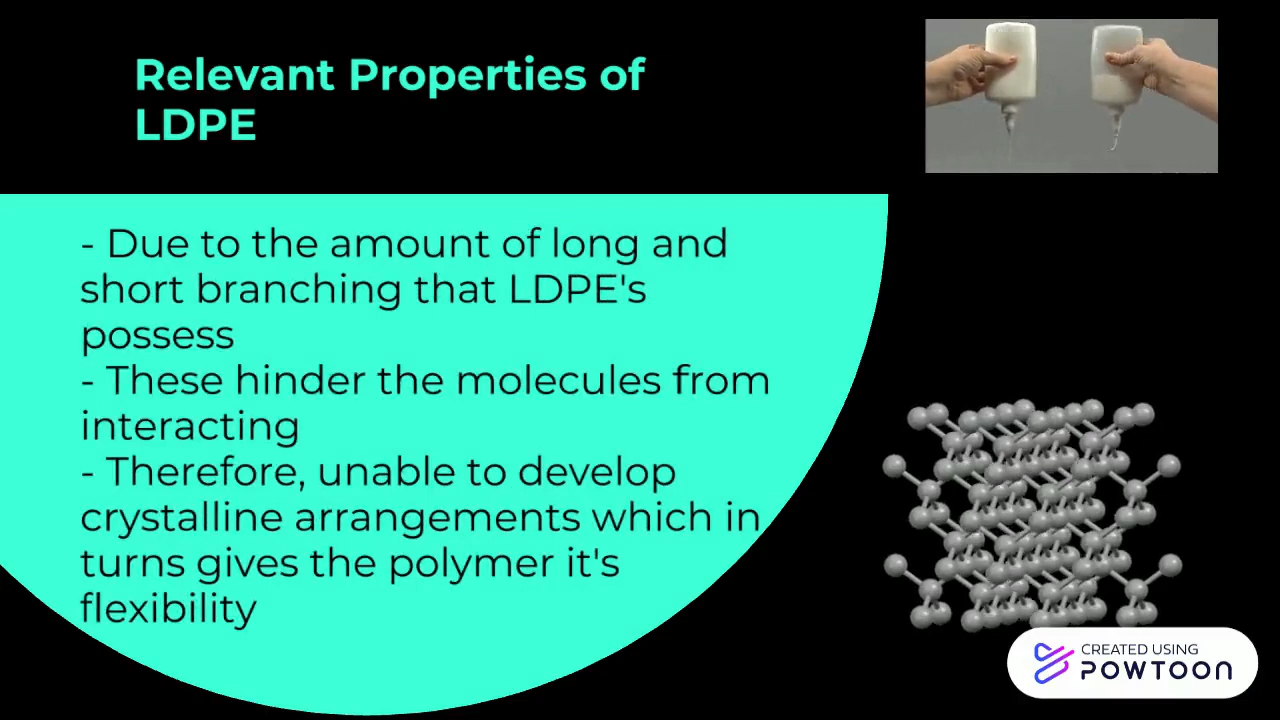 Relevant Properties of
LDPE
- Due to the amount of long and
short branching that LDPE's
possess
- These hinder the molecules from
interacting
- Therefore, unable to develop
crystalline arrangements which in
turns gives the polymer it's
flexibility
CREATED USING
POWTOON